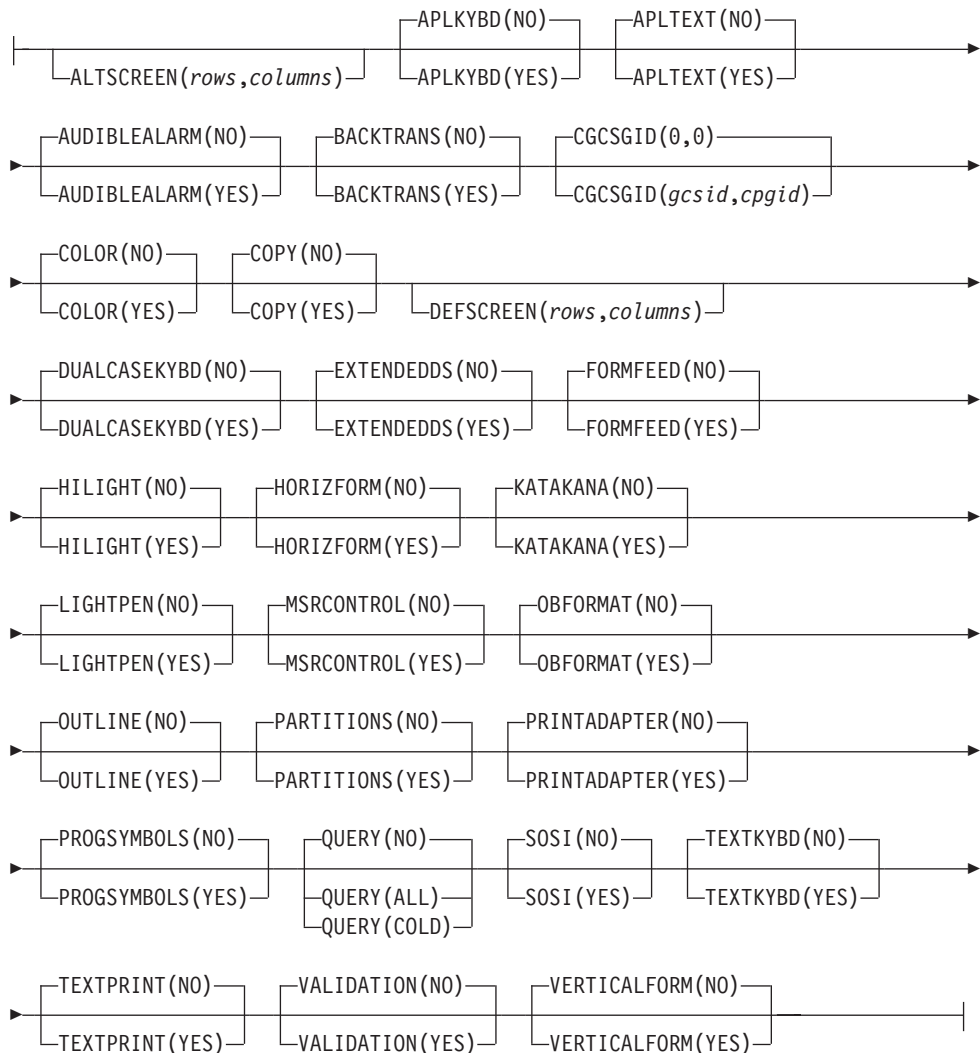 APLKYBD(NO) APLTEXT(NO)
ALTSCREEN(rows,columns) APLKYBD(YES) APLTEXT(YES)
AUDIBLEALARM(NO) BACKTRANS(NO) CGCSGID(0,0)
AUDIBLEALARM(YES) BACKTRANS(YES) CGCSGID(gcsid,cpgid)
COLOR(NO) COPY(NO)
COLOR(YES) COPY(YES) DEFSCREEN(rows,columns)
DUALCASEKYBD(NO) EXTENDEDDS(NO) FORMFEED(NO)
DUALCASEKYBD(YES) EXTENDEDDS(YES) FORMFEED(YES)
HILIGHT(NO) HORIZFORM(NO) KATAKANA(NO)
HILIGHT(YES) HORIZFORM(YES) KATAKANA(YES)
LIGHTPEN(NO) MSRCONTROL(NO) OBFORMAT(NO)
LIGHTPEN(YES) MSRCONTROL(YES) OBFORMAT(YES)
OUTLINE(NO) PARTITIONS(NO) PRINTADAPTER(NO)
OUTLINE(YES) PARTITIONS(YES) PRINTADAPTER(YES)
PROGSYMBOLS(NO) QUERY(NO) SOSI(NO) TEXTKYBD(NO)
PROGSYMBOLS(YES) QUERY(ALL) SOSI(YES) TEXTKYBD(YES)
QUERY(COLD)
TEXTPRINT(NO) VALIDATION(NO) VERTICALFORM(NO)
TEXTPRINT(YES) VALIDATION(YES) VERTICALFORM(YES)